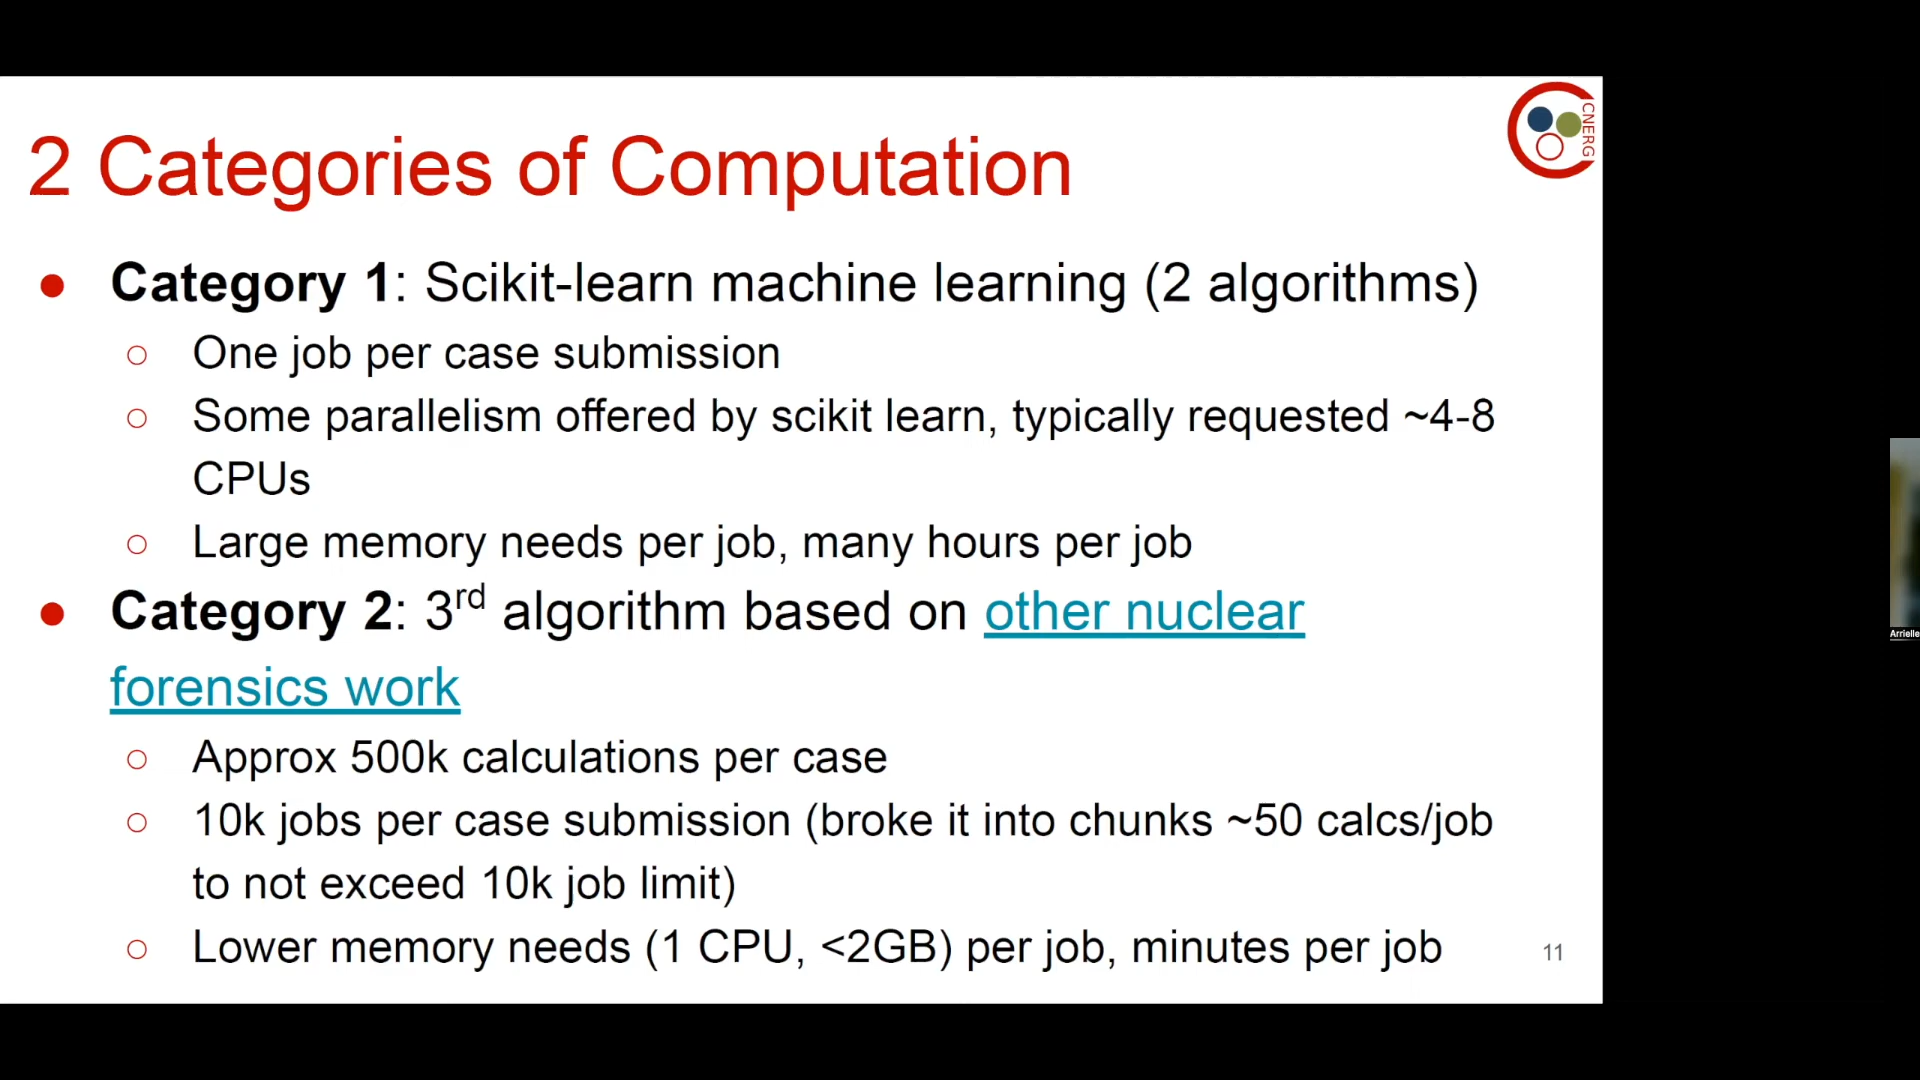 CNERG
2 Categories of Computation
● Category 1: Scikit-learn machine learning (2 algorithms)
○ One job per case submission
○ Some parallelism offered by scikit learn, typically requested ~4-8
CPUs
○ Large memory needs per job, many hours per job
● Category 2: 3rd algorithm based on other nuclear
forensics work
○ Approx 500k calculations per case
○ 10k jobs per case submission (broke it into chunks ~50 calcs/job
to not exceed 10k job limit)
○ Lower memory needs (1 CPU, <2GB) per job, minutes per job
11
Arrielle